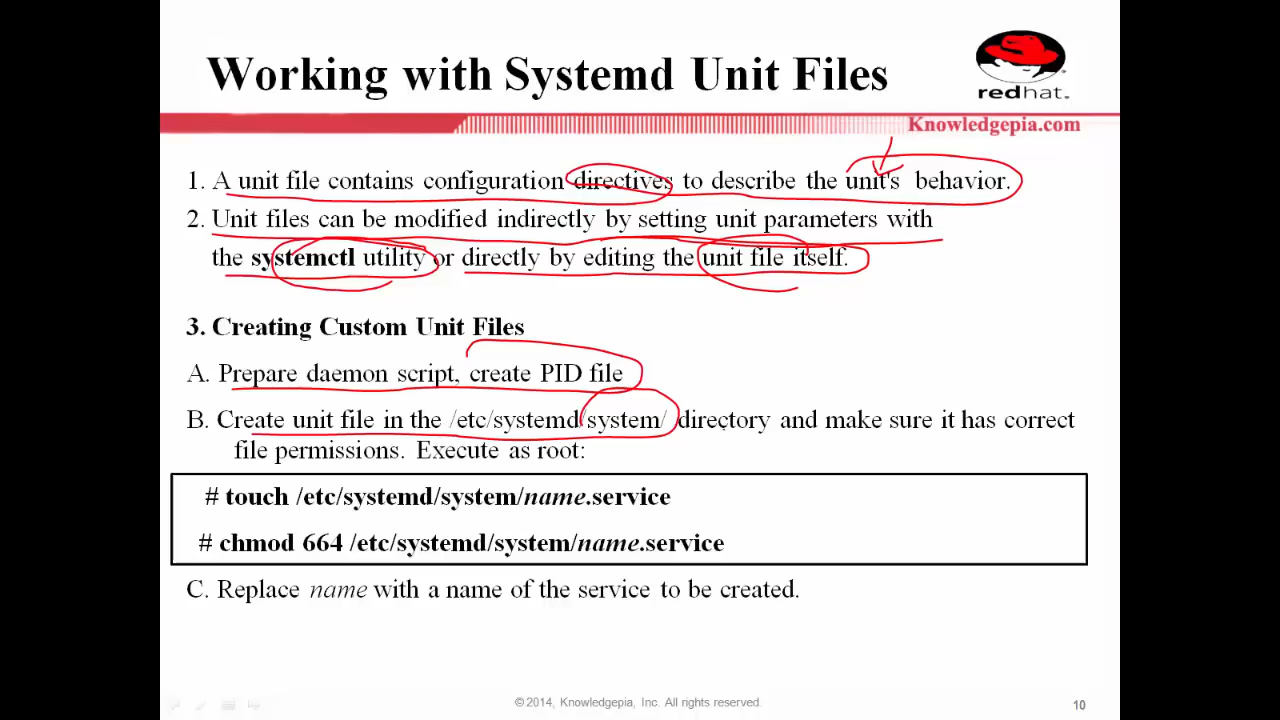 Working with Systemd Unit Files
redhat.
Knowledgepia.com
1. A unit file contains configuration directives to describe the unit's behavior.
2. Unit files can be modified indirectly by setting unit parameters with
the systemctl utility or directly by editing the unit file itself.
3. Creating Custom Unit Files
A. Prepare daemon script, create PID file
B. Create unit file in the /etc/systemd/system/ directory and make sure it has correct
file permissions. Execute as root:
# touch /etc/systemd/system/name.service
# chmod 664 /etc/systemd/system/name.service
C. Replace name with a name of the service to be created.
© 2014, Knowledgepia, Inc. All rights reserved.
10